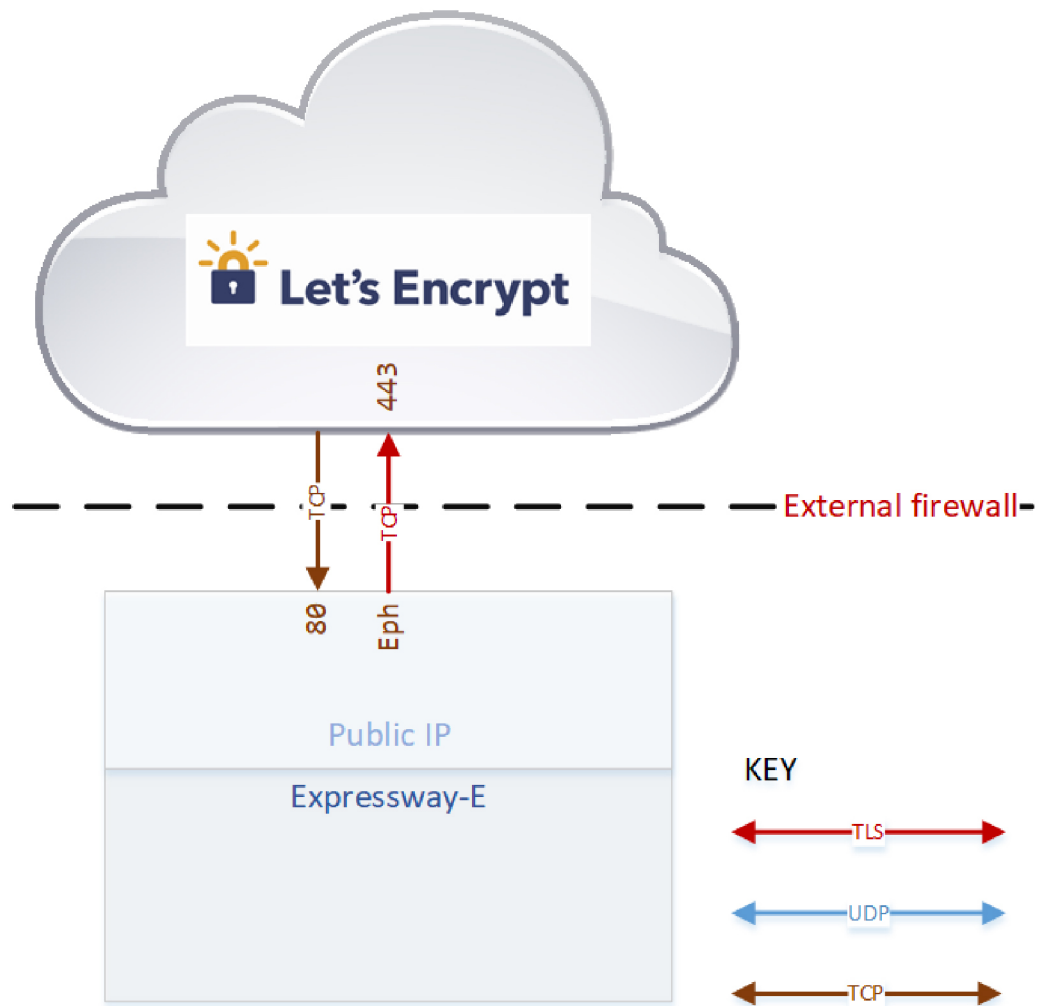 Let's Encrypt
443
TCP
TCP
External firewall
80
Eph
Public IP
Expressway-E
KEY
TLS
UDP
TCP